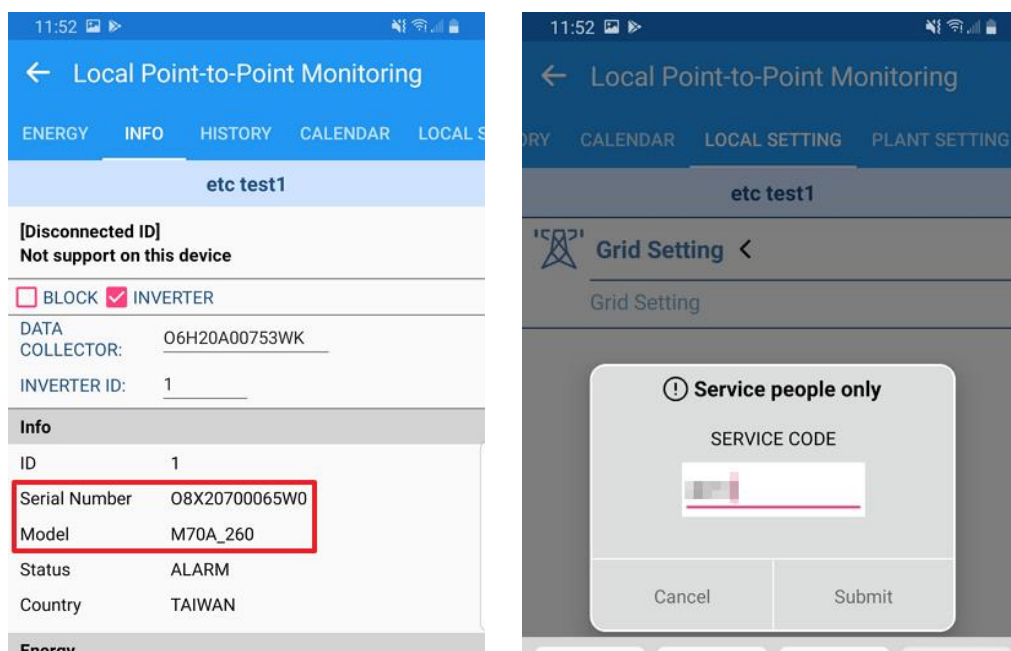 11:52
Local Point-to-Point Monitoring
ENERGY INFO HISTORY CALENDAR LOCAL S
etc test1
[Disconnected ID]
Not support on this device
BLOCK INVERTER
DATA
COLLECTOR: O6H20A00753WK
INVERTER ID: 1
Info
ID 1
Serial Number O8X20700065W0
Model M70A_260
Status ALARM
Country TAIWAN
Energy
11:52
Local Point-to-Point Monitoring
ORY CALENDAR LOCAL SETTING PLANT SETTING
etc test1
Grid Setting <
Grid Setting
Service people only
SERVICE CODE
Cancel Submit